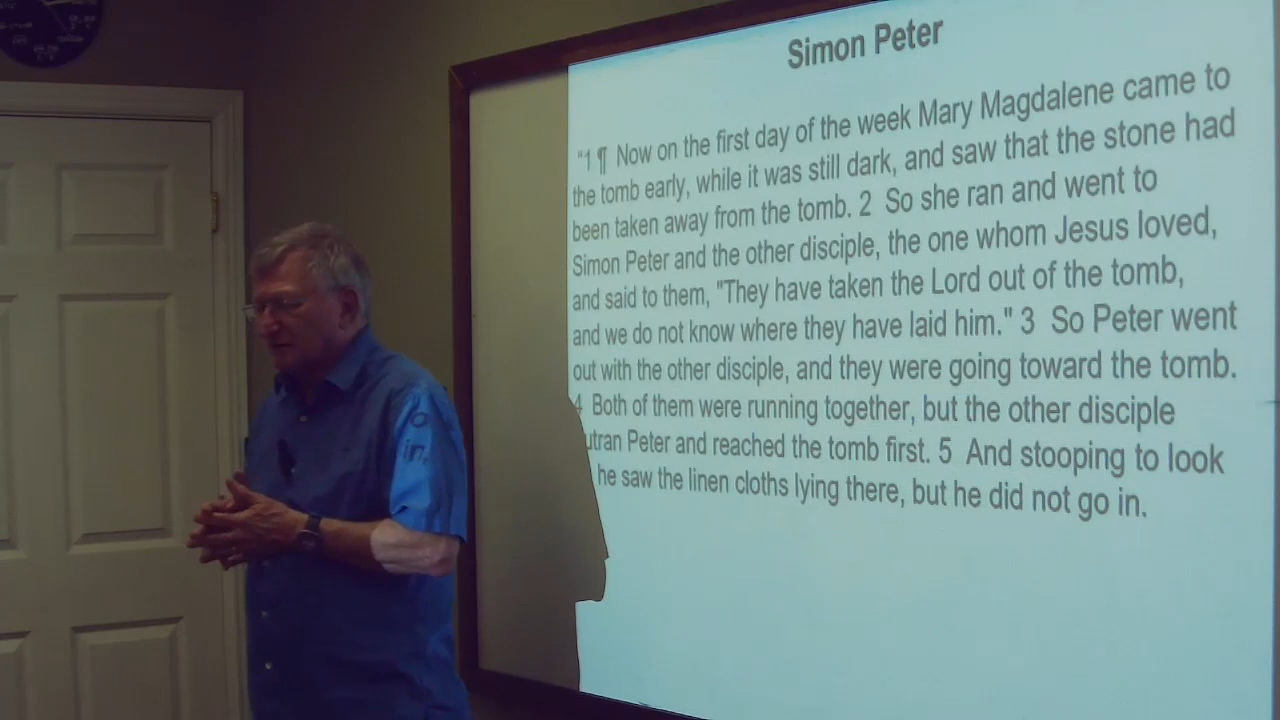 Simon Peter
"1 ¶ Now on the first day of the week Mary Magdalene came to
the tomb early, while it was still dark, and saw that the stone had
been taken away from the tomb. 2 So she ran and went to
Simon Peter and the other disciple, the one whom Jesus loved,
and said to them, "They have taken the Lord out of the tomb,
and we do not know where they have laid him." 3 So Peter went
out with the other disciple, and they were going toward the tomb.
4 Both of them were running together, but the other disciple
utran Peter and reached the tomb first. 5 And stooping to look
he saw the linen cloths lying there, but he did not go in.
o
in,